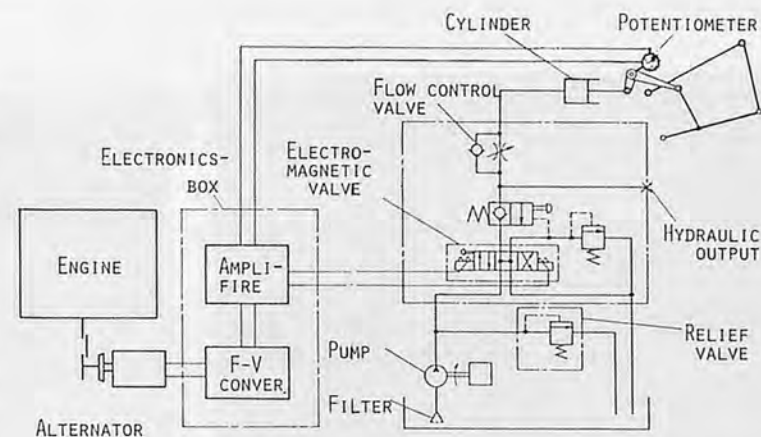 CYLINDER
POTENTIOMETER
FLOW CONTROL
VALVE
ELECTRONICS-
BOX
ELECTRO-
MAGNETIC
VALVE
HYDRAULIC
OUTPUT
ENGINE
AMPLI-
FIRE
RELIEF
VALVE
PUMP
F-V
CONVER.
FILTER
ALTERNATOR